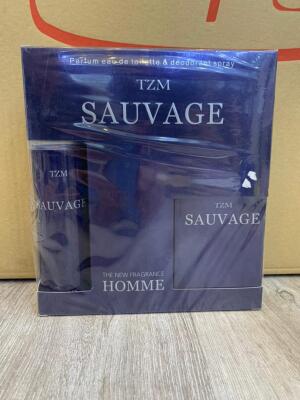 Parfum eau de toilette & deodorant spray
TZM
SAUVAGE
TZM
SAUVAGE
TZM
SAUVAGE
THE NEW FRAGRANCE
HOMME